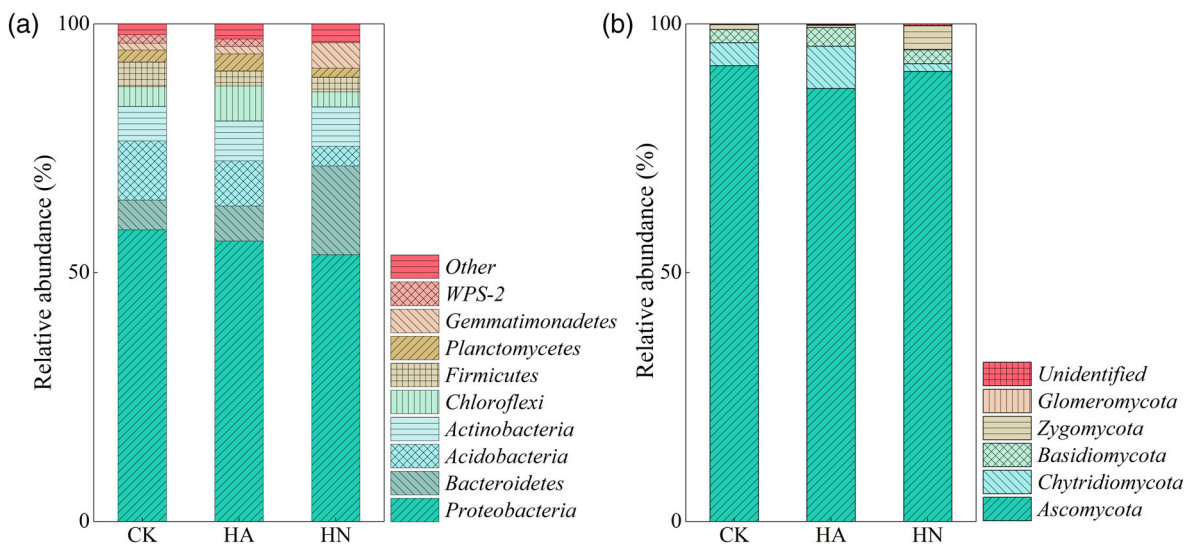 (a)
Relative abundance (%)
100
50
0
CK
HA
HN
Other
WPS-2
Gemmatimonadetes
Planctomycetes
Firmicutes
Chloroflexi
Actinobacteria
Acidobacteria
Bacteroidetes
Proteobacteria
(b)
Relative abundance (%)
100
50
0
CK
HA
HN
Unidentified
Glomeromycota
Zygomycota
Basidiomycota
Chytridiomycota
Ascomycota